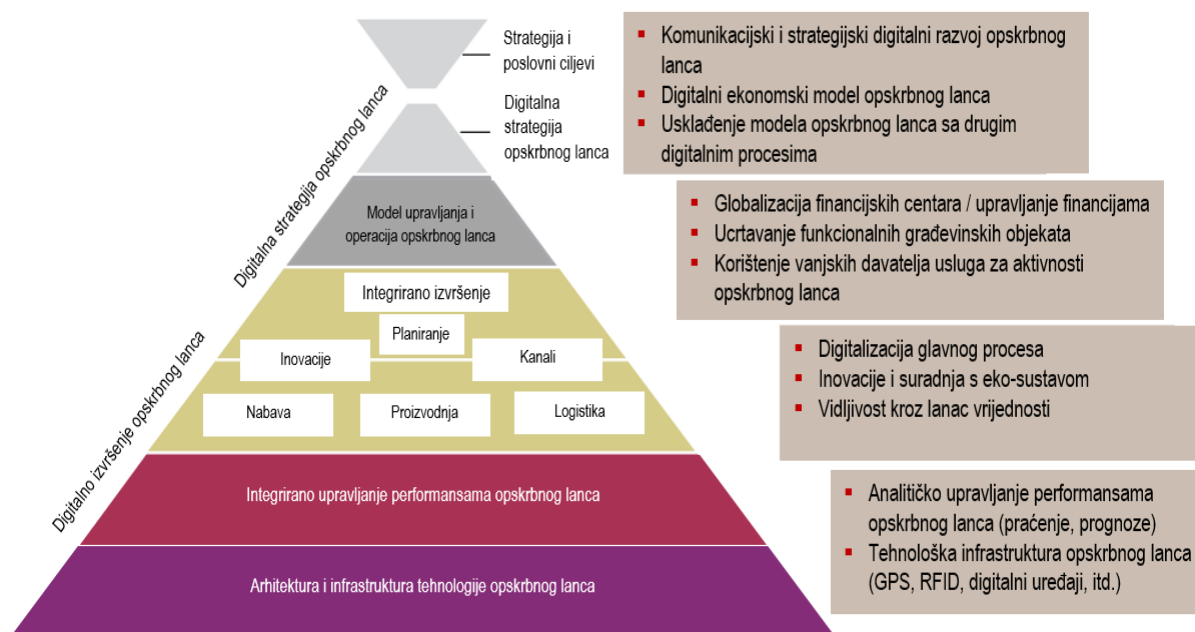 Strategija i
poslovni ciljevi
Digitalna
strategija
opskrbnog lanca
Digitalna strategija opskrbnog lanca
Digitalno izvršenje opskrbnog lanca
Model upravljanja i
operacija opskrbnog lanca
Integrirano izvršenje
Planiranje
Inovacije
Kanali
Nabava
Proizvodnja
Logistika
Integrirano upravljanje performansama opskrbnog lanca
Arhitektura i infrastruktura tehnologije opskrbnog lanca
▪ Komunikacijski i strategijski digitalni razvoj opskrbnog
lanca
▪ Digitalni ekonomski model opskrbnog lanca
▪ Usklađenje modela opskrbnog lanca sa drugim
digitalnim procesima
▪ Globalizacija financijskih centara / upravljanje financijama
▪ Ucrtavanje funkcionalnih građevinskih objekata
▪ Korištenje vanjskih davatelja usluga za aktivnosti
opskrbnog lanca
▪ Digitalizacija glavnog procesa
▪ Inovacije i suradnja s eko-sustavom
▪ Vidljivost kroz lanac vrijednosti
▪ Analitičko upravljanje performansama
opskrbnog lanca (praćenje, prognoze)
▪ Tehnološka infrastruktura opskrbnog lanca
(GPS, RFID, digitalni uređaji, itd.)